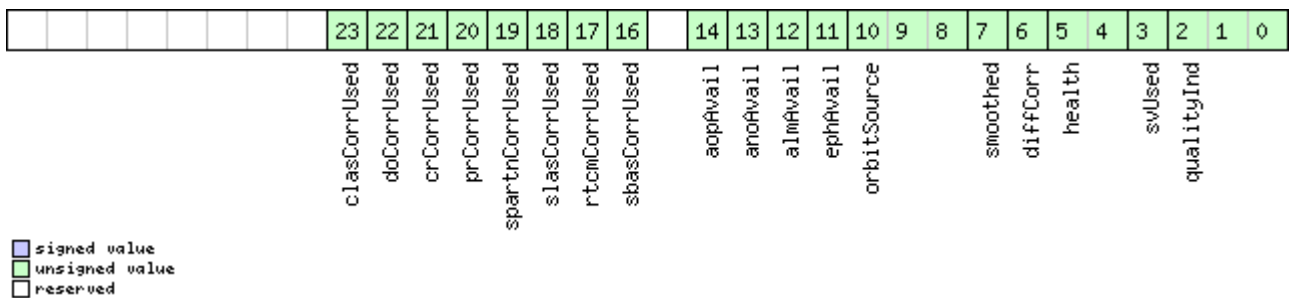 23 22 21 20 19 18 17 16 14 13 12 11 10 9 8 7 6 5 4 3 2 1 0
clasCorrUsed
doCorrUsed
crCorrUsed
prCorrUsed
spartnCorrUsed
slasCorrUsed
rtcmCorrUsed
sbasCorrUsed
aopAvail
anoAvail
almAvail
ephAvail
orbitSource
smoothed
diffCorr
health
svUsed
qualityInd
signed value
unsigned value
reserved